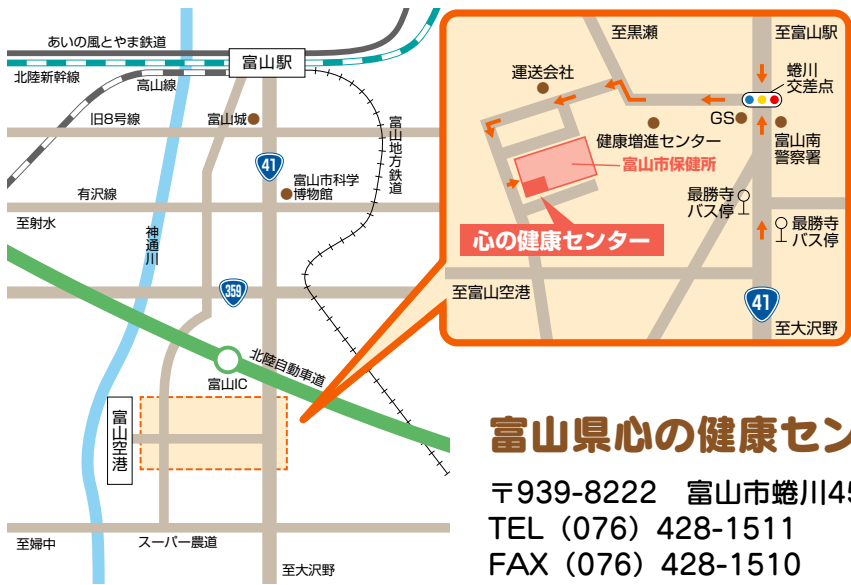 あいの風とやま鉄道
富山駅
北陸新幹線
高山線
旧8号線
富山城
富山地方鉄道
41
富山市科学
博物館
有沢線
至射水
神通川
359
北陸自動車道
富山IC
富山空港
至婦中
スーパー農道
至大沢野
至黒瀬
至富山駅
運送会社
蜷川
交差点
GS
健康増進センター
富山南
警察署
富山市保健所
最勝寺
バス停
最勝寺
バス停
心の健康センター
至富山空港
41
至大沢野
富山県心の健康セン
〒939-8222 富山市蜷川45
TEL（076）428-1511
FAX（076）428-1510